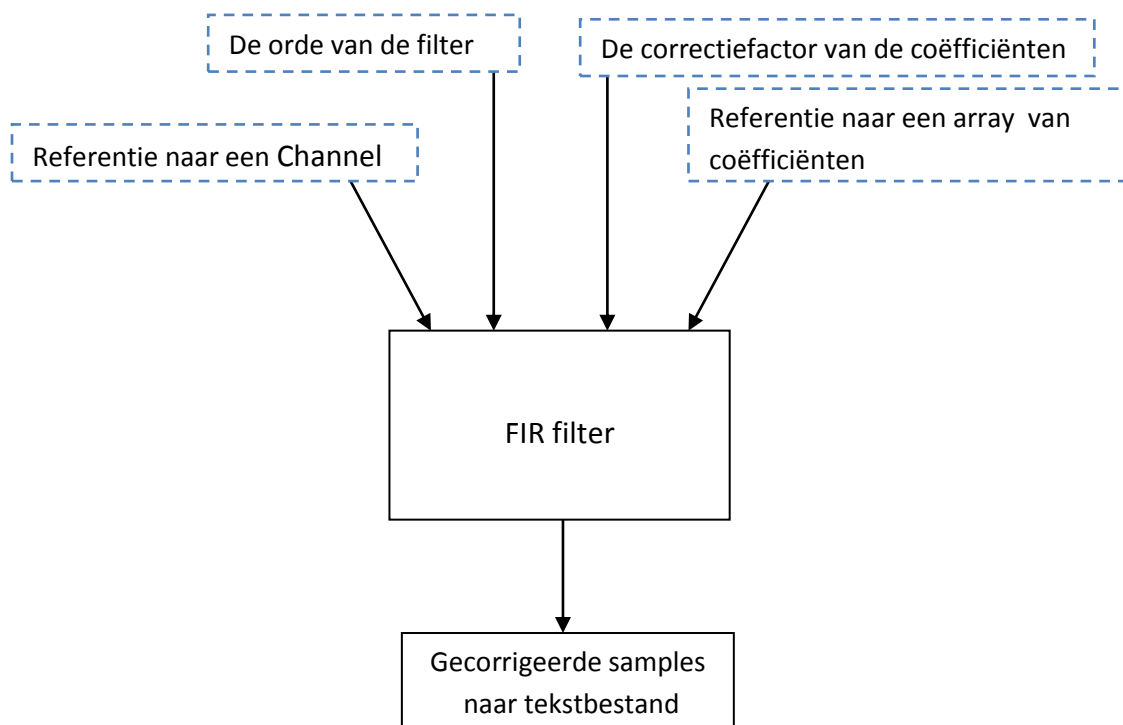 De orde van de filter
De correctiefactor van de coëfficiënten
Referentie naar een Channel
Referentie naar een array van
coëfficiënten
FIR filter
Gecorrigeerde samples
naar tekstbestand